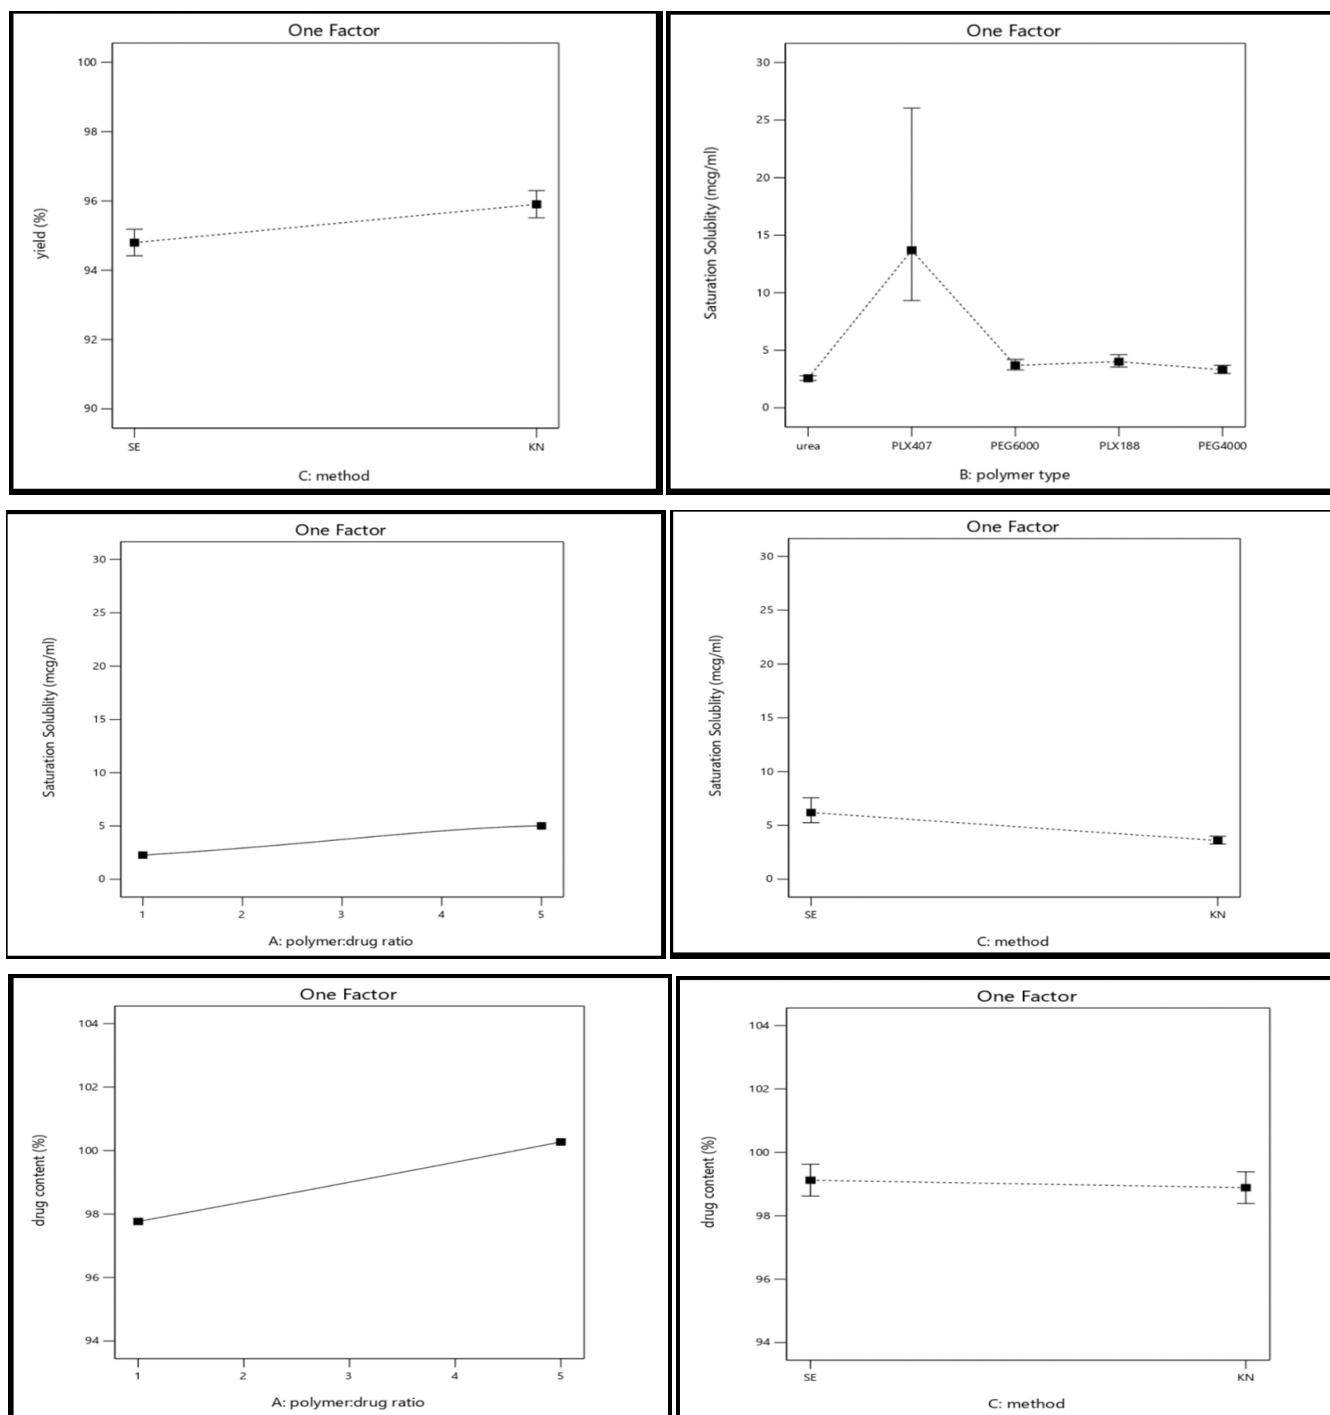 One Factor
100
98
96
94
92
90
yield (%)
SE
KN
C: method
One Factor
30
25
20
15
10
5
0
Saturation Solublity (mcg/ml)
urea
PLX407
PEG6000
PLX188
PEG4000
B: polymer type
One Factor
30
25
20
15
10
5
0
Saturation Solublity (mcg/ml)
1
2
3
4
5
A: polymer:drug ratio
One Factor
30
25
20
15
10
5
0
Saturation Solublity (mcg/ml)
SE
KN
C: method
One Factor
104
102
100
98
96
94
drug content (%)
1
2
3
4
5
A: polymer:drug ratio
One Factor
104
102
100
98
96
94
drug content (%)
SE
KN
C: method